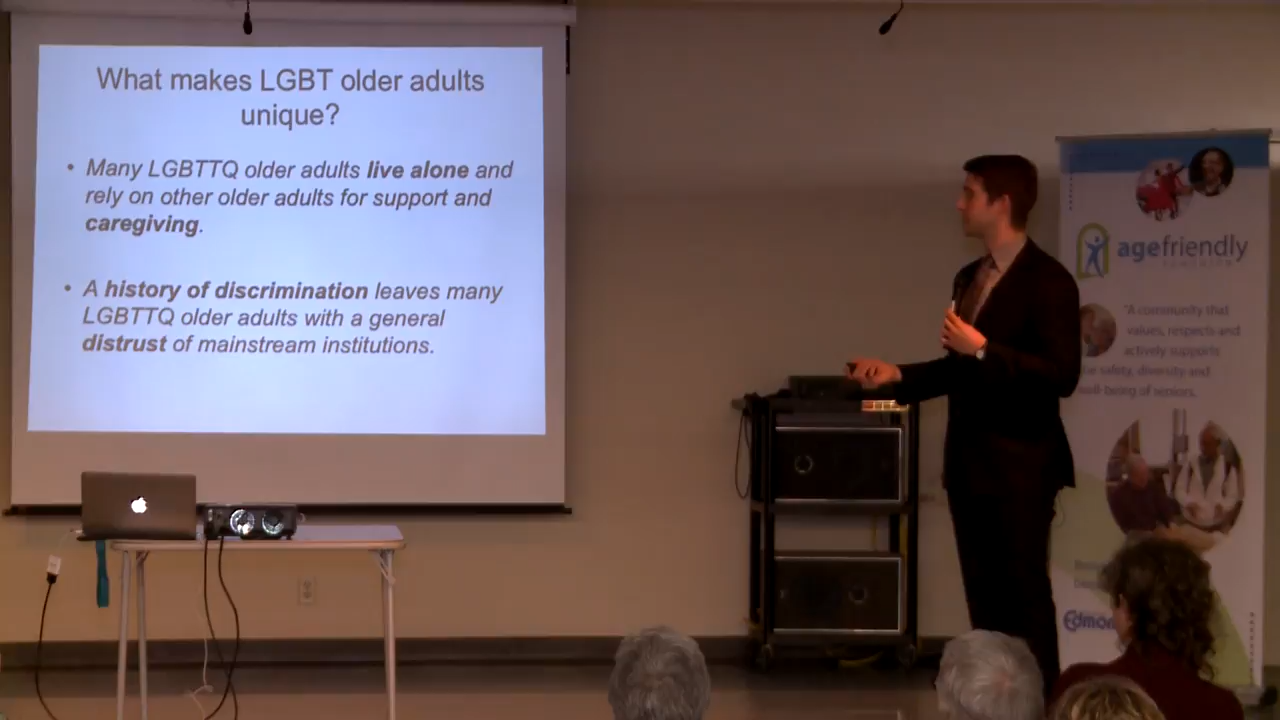 What makes LGBT older adults
unique?
• Many LGBTTQ older adults live alone and
rely on other older adults for support and
caregiving.
• A history of discrimination leaves many
LGBTTQ older adults with a general
distrust of mainstream institutions.
agefriendly
"A community that
values, respects and
actively supports
safety, diversity and
well-being of seniors.